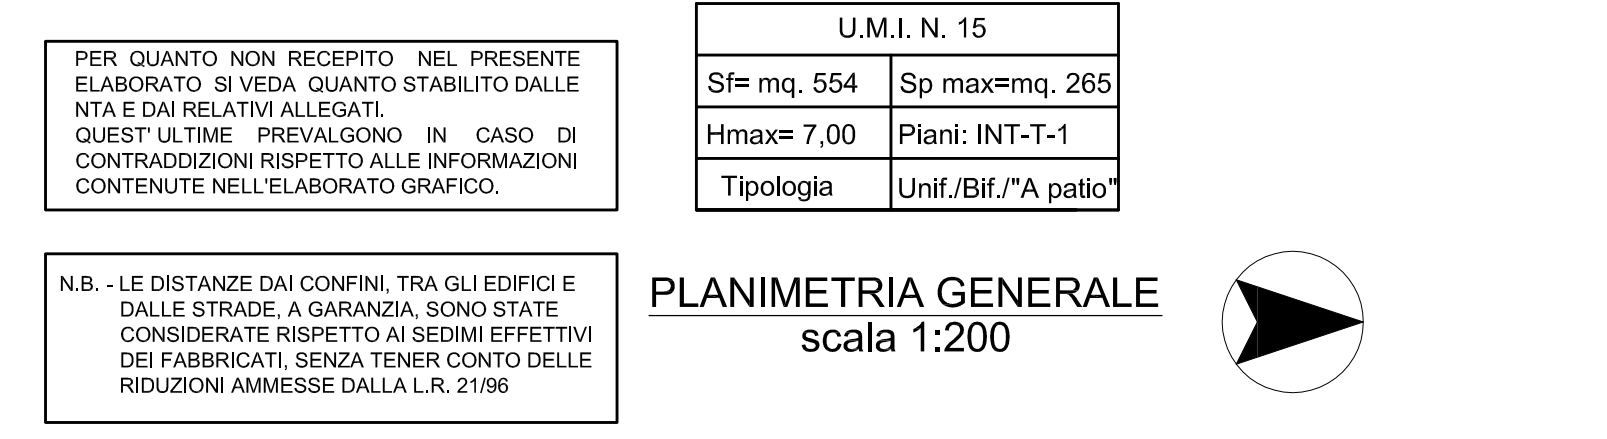 PER QUANTO NON RECEPITO NEL PRESENTE
ELABORATO SI VEDA QUANTO STABILITO DALLE
NTA E DAI RELATIVI ALLEGATI.
QUEST' ULTIME PREVALGONO IN CASO DI
CONTRADDIZIONI RISPETTO ALLE INFORMAZIONI
CONTENUTE NELL'ELABORATO GRAFICO.
U.M.I. N. 15
Sf= mq. 554 Sp max=mq. 265
Hmax= 7,00 Piani: INT-T-1
Tipologia Unif./Bif./"A patio"
N.B. - LE DISTANZE DAI CONFINI, TRA GLI EDIFICI E
DALLE STRADE, A GARANZIA, SONO STATE
CONSIDERATE RISPETTO AI SEDIMI EFFETTIVI
DEI FABBRICATI, SENZA TENER CONTO DELLE
RIDUZIONI AMMESSE DALLA L.R. 21/96
PLANIMETRIA GENERALE
scala 1:200